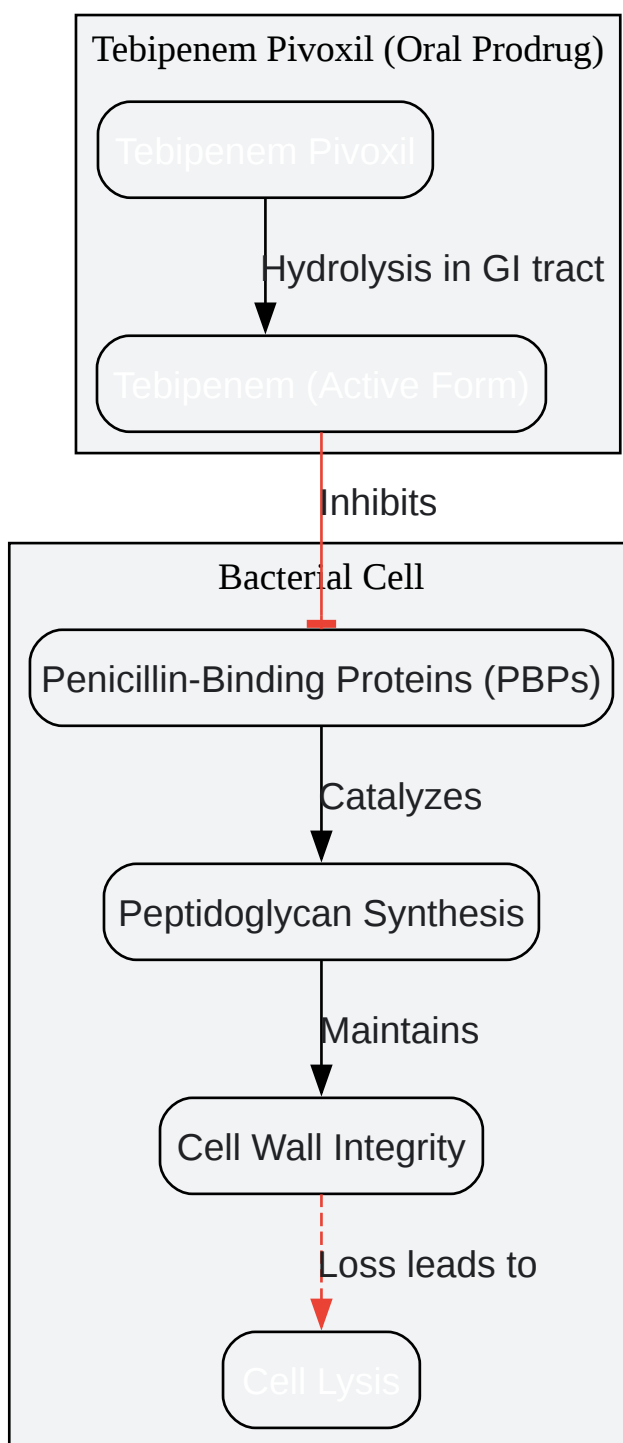 Tebipenem Pivoxil (Oral Prodrug)
Tebipenem Pivoxil
Hydrolysis in GI tract
Tebipenem (Active Form)
Inhibits
Bacterial Cell
Penicillin-Binding Proteins (PBPs)
Catalyzes
Peptidoglycan Synthesis
Maintains
Cell Wall Integrity
Loss leads to
Cell Lysis